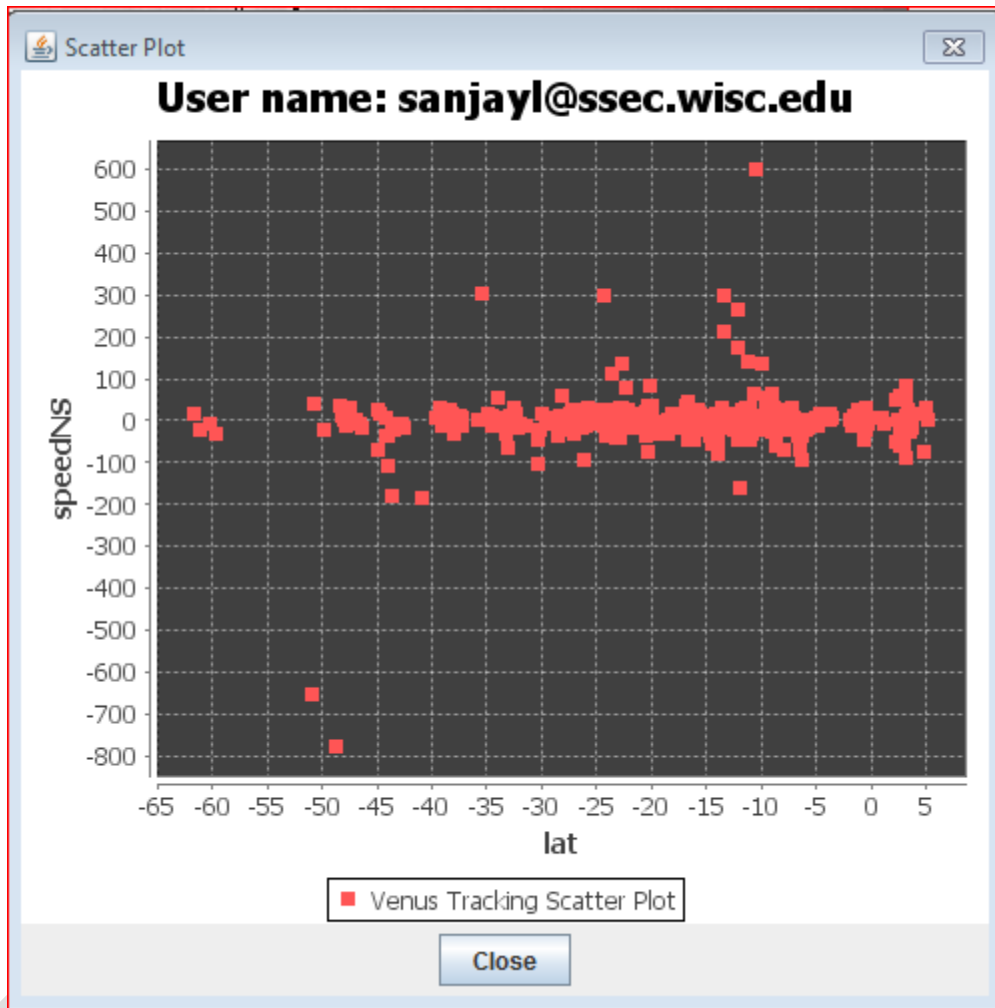 Scatter Plot
User name: sanjayl@ssec.wisc.edu
600
500
400
300
200
100
0
-100
-200
-300
-400
-500
-600
-700
-800
speedNS
-65 -60 -55 -50 -45 -40 -35 -30 -25 -20 -15 -10 -5 0 5
lat
Venus Tracking Scatter Plot
Close